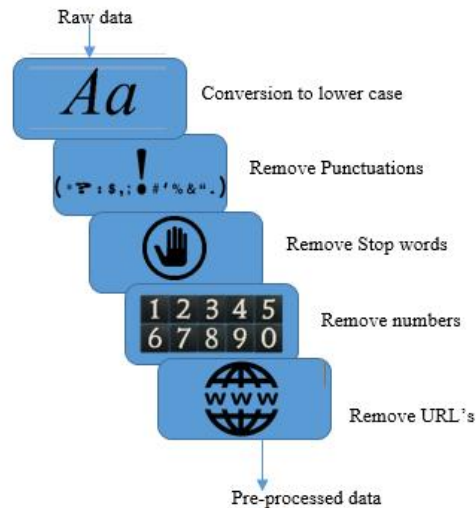 Raw data
Aa
Conversion to lower case
!
Remove Punctuations
Remove Stop words
1 2 3 4 5
6 7 8 9 0
Remove numbers
WWW
Remove URL’s
Pre-processed data